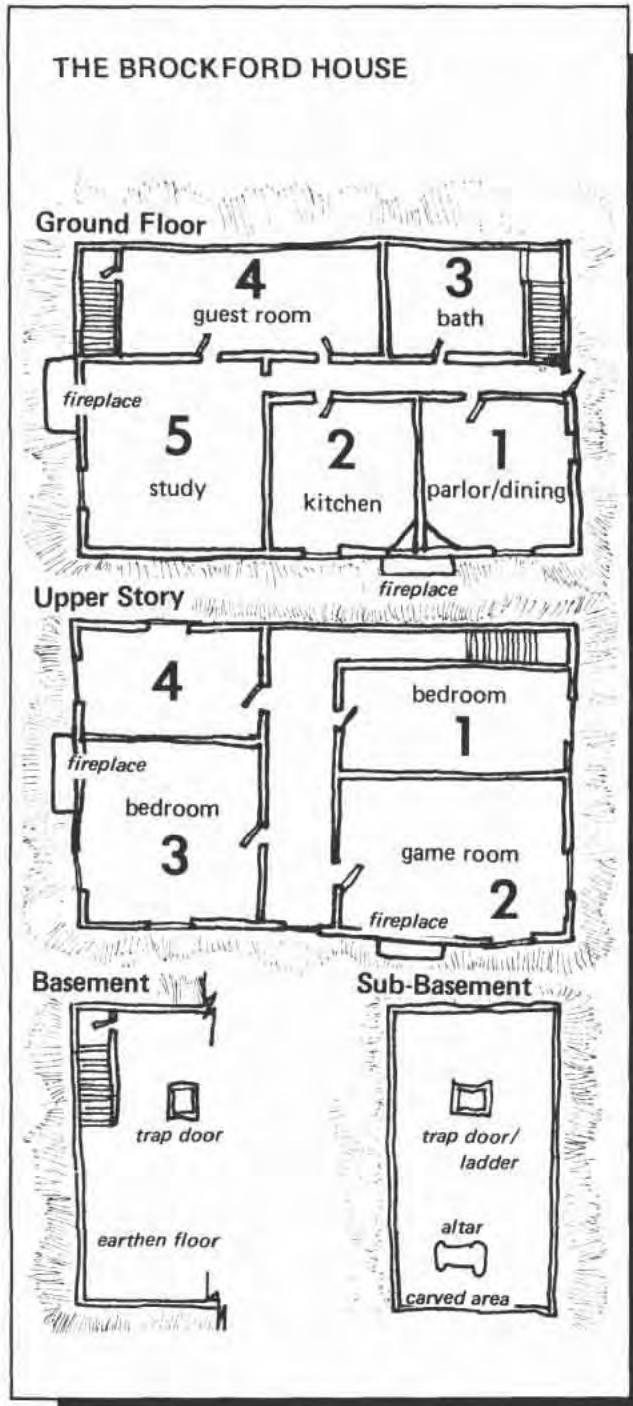 THE BROCKFORD HOUSE
Ground Floor
4
guest room
3
bath
fireplace
5
study
2
kitchen
1
parlor/dining
fireplace
Upper Story
4
bedroom
1
fireplace
bedroom
3
game room
2
fireplace
Basement
trap door
earthen floor
Sub-Basement
trap door/
ladder
altar
carved area